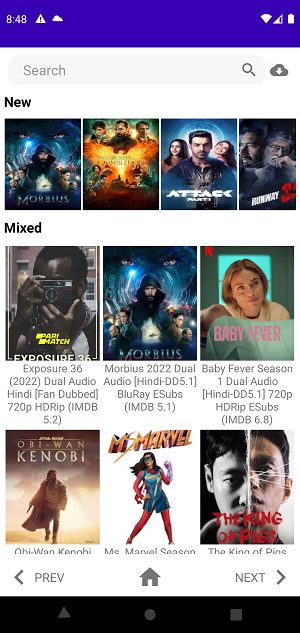 8:48
Search
New
MORBIUS
ATTACK
PART 1
RUNWAY 34
Mixed
PARI
MATCH
EXPOSURE 36
MORBIUS
BABY FEVER
Exposure 36
(2022) Dual Audio
Hindi [Fan Dubbed]
720p HDRip (IMDB
5.2)
Morbius 2022 Dual
Audio [Hindi-DD5.1]
BluRay ESubs
(IMDB 5.1)
Baby Fever Season
1 Dual Audio
[Hindi-DD5.1] 720p
HDRip ESubs
(IMDB 6.8)
STAR WARS
OBI-WAN
KENOBI
MS. MARVEL
THE KING
OF PIGS
Obi-Wan Kenobi
Ms. Marvel Season
The King of Pigs
PREV
NEXT